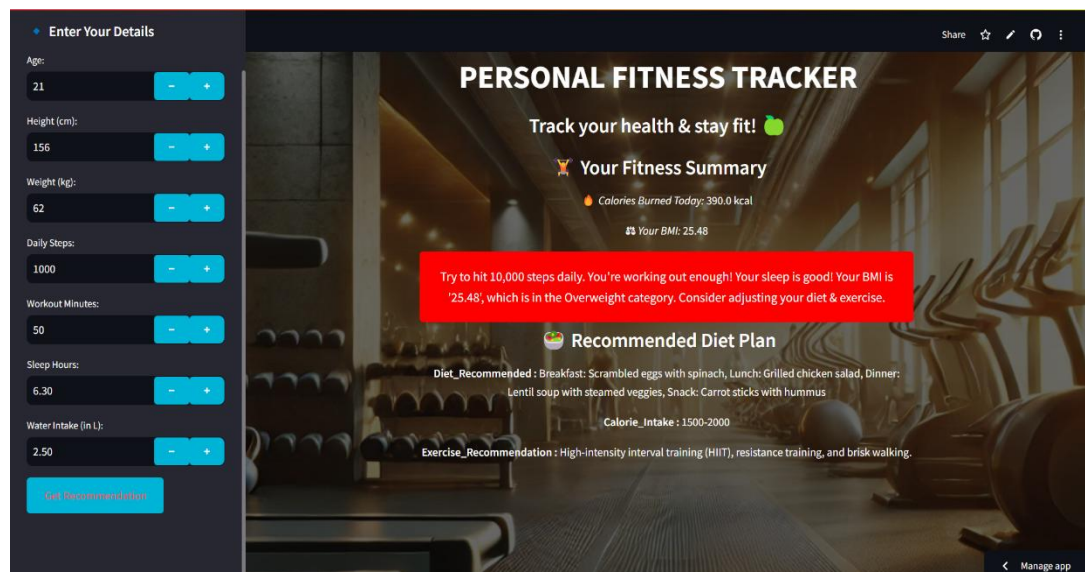 Enter Your Details
Age:
21
Height (cm):
156
Weight (kg):
62
Daily Steps:
1000
Workout Minutes:
50
Sleep Hours:
6.30
Water Intake (in L):
2.50
Get Recommendation
Share
PERSONAL FITNESS TRACKER
Track your health & stay fit! 🍏
🏋️ Your Fitness Summary
🔥 Calories Burned Today: 390.0 kcal
⚖️ Your BMI: 25.48
Try to hit 10,000 steps daily. You're working out enough! Your sleep is good! Your BMI is
'25.48', which is in the Overweight category. Consider adjusting your diet & exercise.
🥗 Recommended Diet Plan
Diet_Recommended : Breakfast: Scrambled eggs with spinach, Lunch: Grilled chicken salad, Dinner:
Lentil soup with steamed veggies, Snack: Carrot sticks with hummus
Calorie_Intake : 1500-2000
Exercise_Recommendation : High-intensity interval training (HIIT), resistance training, and brisk walking.
Manage app